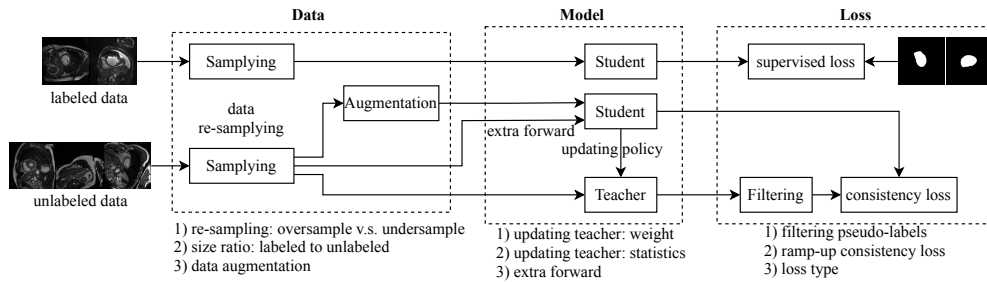 Data
Model
Loss
Samplying
Student
supervised loss
labeled data
Augmentation
data
re-samplying
Student
extra forward
updating policy
Samplying
Teacher
Filtering
consistency loss
unlabeled data
1) re-sampling: oversample v.s. undersample
2) size ratio: labeled to unlabeled
3) data augmentation
1) updating teacher: weight
2) updating teacher: statistics
3) extra forward
1) filtering pseudo-labels
2) ramp-up consistency loss
3) loss type